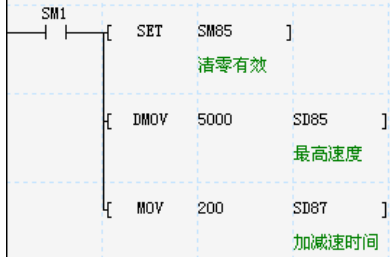 SM1
[ SET SM85 ]
清零有效
[ DMOV 5000 SD85 ]
最高速度
[ MOV 200 SD87 ]
加减速时间